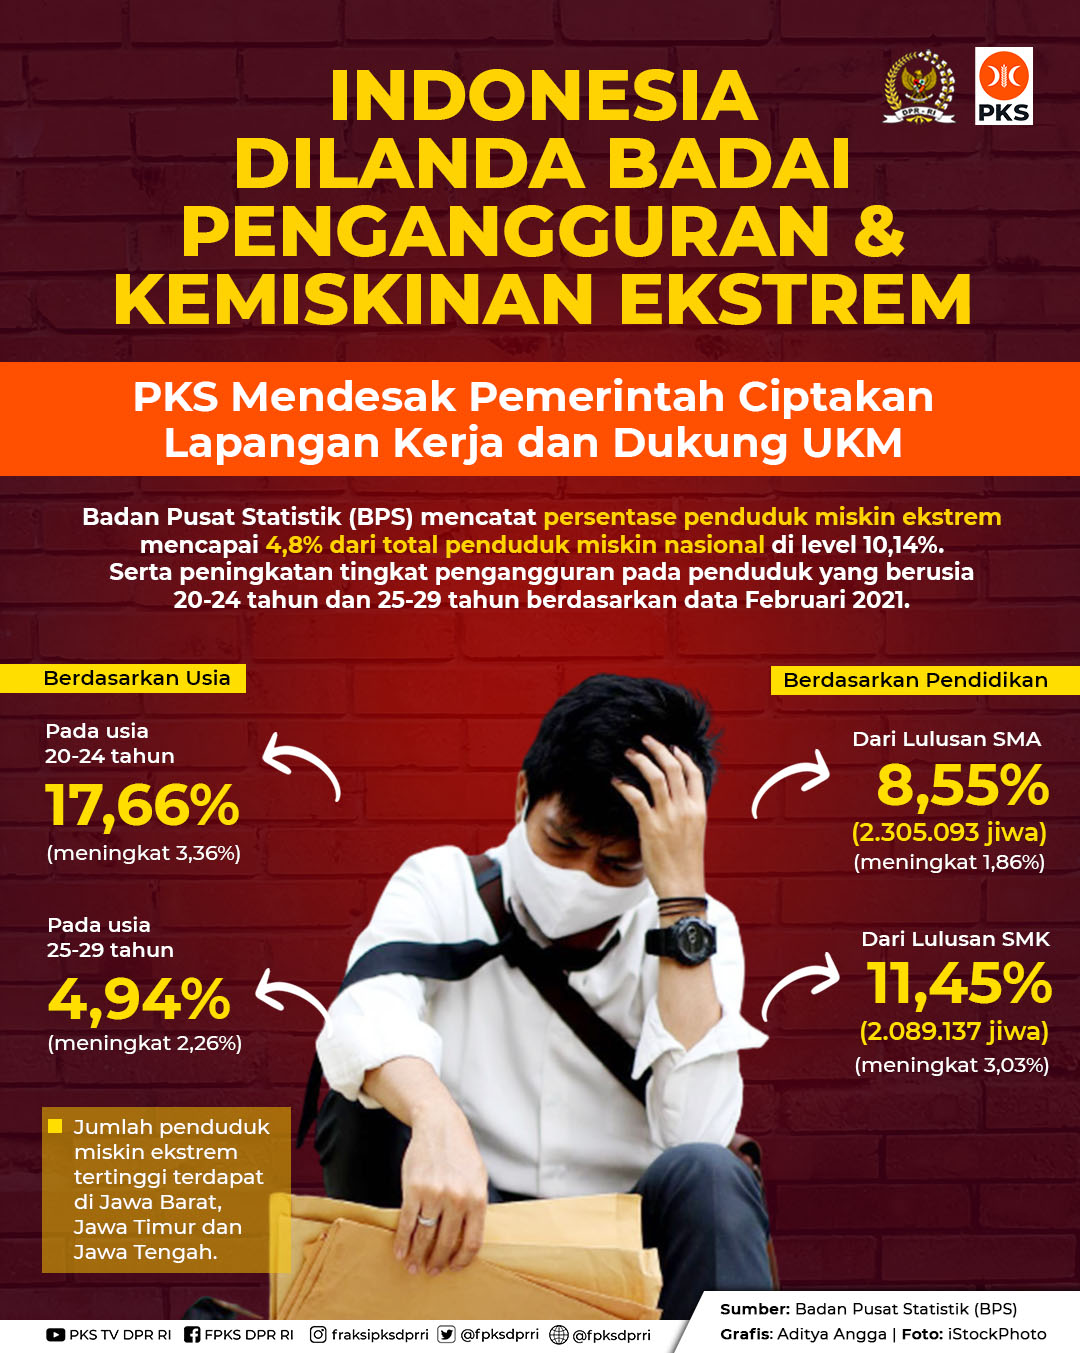 INDONESIA
DILANDA BADAI
PENGANGGURAN &
KEMISKINAN EKSTREM
DPR - RI
PKS
PKS Mendesak Pemerintah Ciptakan
Lapangan Kerja dan Dukung UKM
Badan Pusat Statistik (BPS) mencatat persentase penduduk miskin ekstrem
mencapai 4,8% dari total penduduk miskin nasional di level 10,14%.
Serta peningkatan tingkat pengangguran pada penduduk yang berusia
20-24 tahun dan 25-29 tahun berdasarkan data Februari 2021.
Berdasarkan Usia
Pada usia
20-24 tahun
17,66%
(meningkat 3,36%)
Pada usia
25-29 tahun
4,94%
(meningkat 2,26%)
Jumlah penduduk
miskin ekstrem
tertinggi terdapat
di Jawa Barat,
Jawa Timur dan
Jawa Tengah.
Berdasarkan Pendidikan
Dari Lulusan SMA
8,55%
(2.305.093 jiwa)
(meningkat 1,86%)
Dari Lulusan SMK
11,45%
(2.089.137 jiwa)
(meningkat 3,03%)
PKS TV DPR RI FPKS DPR RI fraksipksdprri @fpksdprri @fpksdprri
Sumber: Badan Pusat Statistik (BPS)
Grafis: Aditya Angga | Foto: iStockPhoto